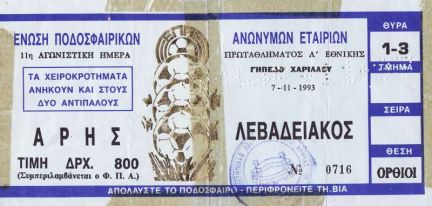 ΕΝΩΣΗ ΠΟΔΟΣΦΑΙΡΙΚΩΝ ΑΝΩΝΥΜΩΝ ΕΤΑΙΡΙΩΝ
11η ΑΓΩΝΙΣΤΙΚΗ ΗΜΕΡΑ
ΠΡΩΤΑΘΛΗΜΑΤΟΣ Α' ΕΘΝΙΚΗΣ
ΓΗΠΕΔΟ ΧΑΡΙΛΑΟΥ
ΤΑ ΧΕΙΡΟΚΡΟΤΗΜΑΤΑ
ΑΝΗΚΟΥΝ ΚΑΙ ΣΤΟΥΣ
ΔΥΟ ΑΝΤΙΠΑΛΟΥΣ
7-11-1993
ΑΡΗΣ
ΛΕΒΑΔΕΙΑΚΟΣ
ΤΙΜΗ ΔΡΧ. 800
(Συμπεριλαμβάνεται ο Φ.Π.Α.)
№ 0716
ΑΠΟΛΑΥΣΤΕ ΤΟ ΠΟΔΟΣΦΑΙΡΟ - ΠΕΡΙΦΡΟΝΕΙΤΕ ΤΗ ΒΙΑ
ΘΥΡΑ
1-3
ΤΜΗΜΑ
ΣΕΙΡΑ
ΘΕΣΗ
ΟΡΘΙΟΙ